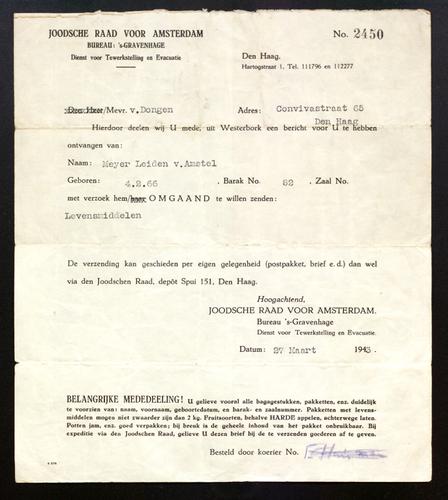 JOODSCHE RAAD VOOR AMSTERDAM
BUREAU: 's-GRAVENHAGE
Dienst voor Tewerkstelling en Evacuatie
No. 2450
Den Haag,
Hartogstraat 1, Tel. 111796 en 112277
Den Heer/Mevr. v.Dongen
Adres: Convivastraat 65
Den Haag
Hierdoor deelen wij U mede, uit Westerbork een bericht voor U te hebben
ontvangen van:
Naam: Meyer Leiden v.Amstel
Geboren: 4.2.66, Barak No. 82, Zaal No.
met verzoek hem/haar OMGAAND te willen zenden:
Levensmiddelen
De verzending kan geschieden per eigen gelegenheid (postpakket, brief e.d.) dan wel
via den Joodschen Raad, depôt Spui 151, Den Haag.
Hoogachtend,
JOODSCHE RAAD VOOR AMSTERDAM.
Bureau 's-Gravenhage
Dienst voor Tewerkstelling en Evacuatie.
Datum: 27 Maart 1943.
BELANGRIJKE MEDEDEELING! U gelieve vooral alle bagagestukken, pakketten, enz. duidelijk
te voorzien van: naam, voornaam, geboortedatum, en barak- en zaalnummer. Pakketten met levens-
middelen mogen niet zwaarder zijn dan 2 kg. Fruitsoorten, behalve HARDE appelen, achterwege laten.
Potten jam, enz. goed verpakken; bij breuk is de geheele inhoud van het pakket onbruikbaar. Bij
expeditie via den Joodschen Raad, gelieve U dezen brief bij de te verzenden goederen af te geven.
Besteld door koerier No.